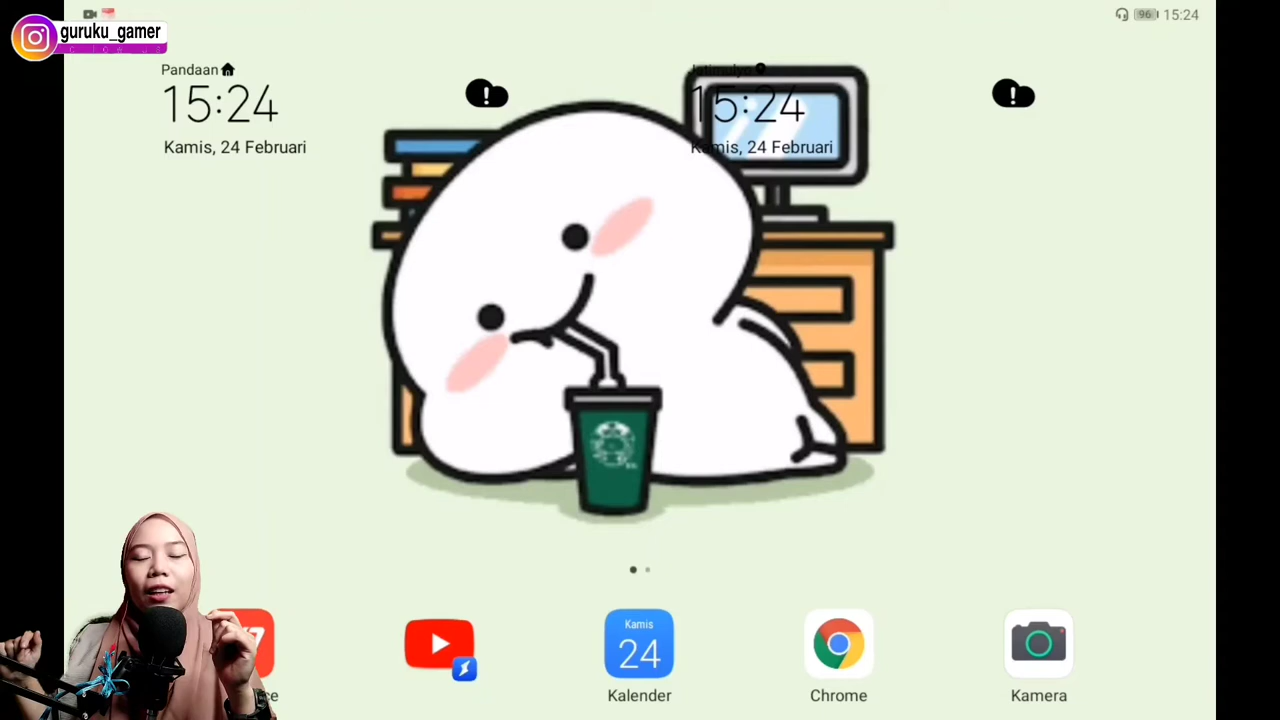 guruku_gamer
96 15:24
Pandaan
15:24
Kamis, 24 Februari
15:24
Kamis, 24 Februari
Kamis
24
Kalender
Chrome
Kamera